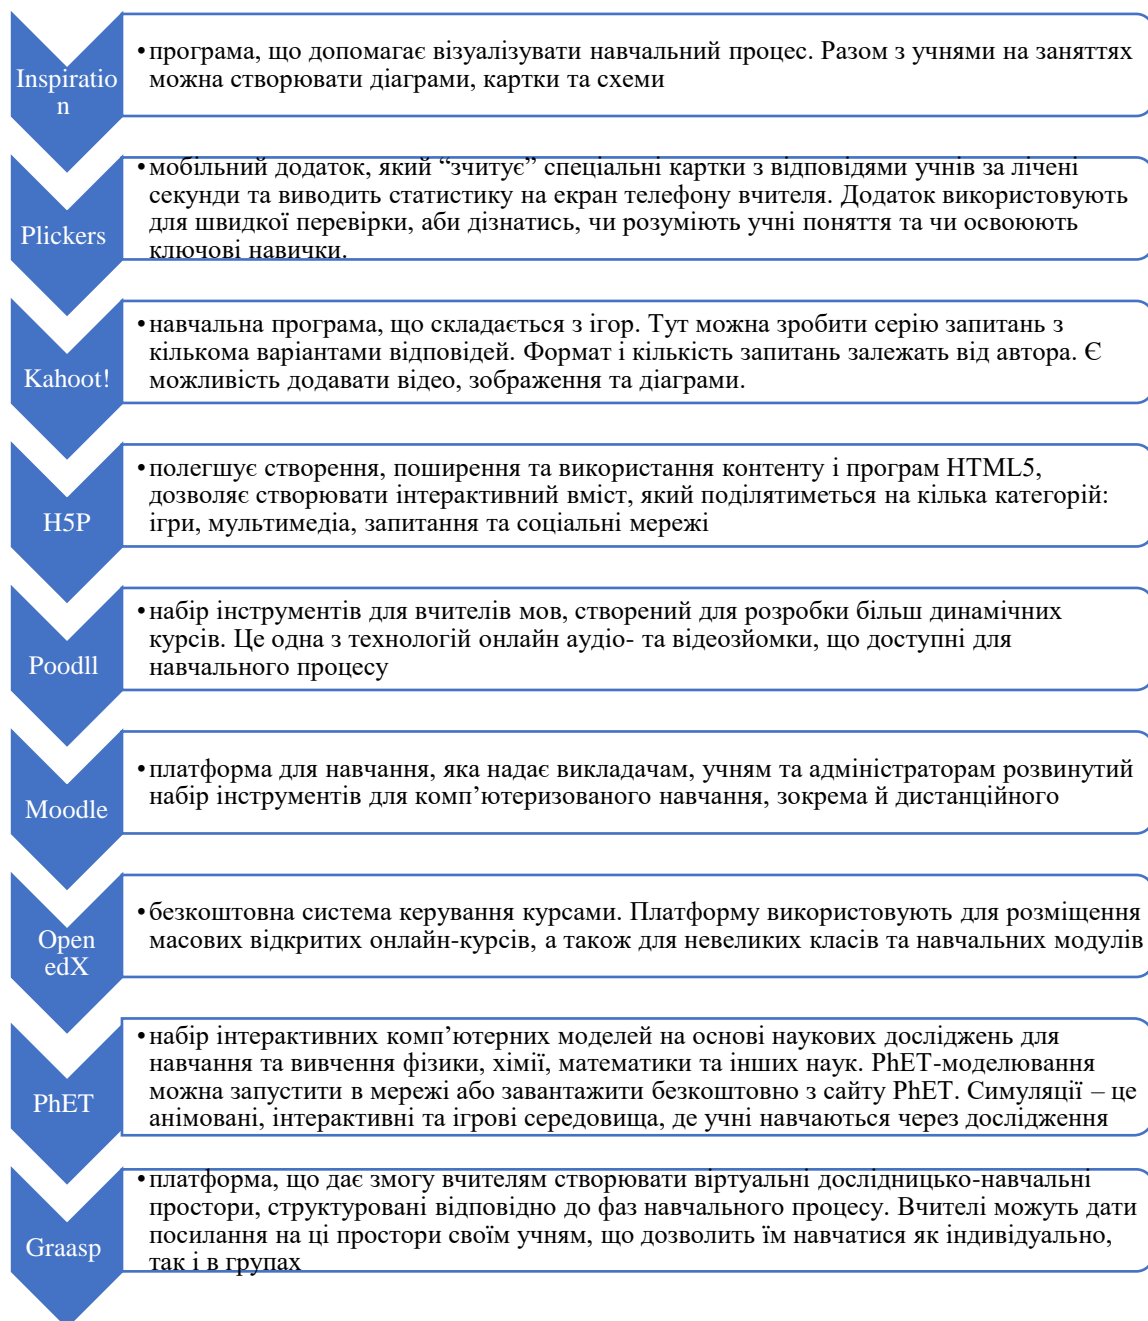 Inspiratio
n
•програма, що допомагає візуалізувати навчальний процес. Разом з учнями на заняттях
можна створювати діаграми, картки та схеми
Plickers
•мобільний додаток, який “зчитує” спеціальні картки з відповідями учнів за лічені
секунди та виводить статистику на екран телефону вчителя. Додаток використовують
для швидкої перевірки, аби дізнатись, чи розуміють учні поняття та чи освоюють
ключові навички.
Kahoot!
•навчальна програма, що складається з ігор. Тут можна зробити серію запитань з
кількома варіантами відповідей. Формат і кількість запитань залежать від автора. Є
можливість додавати відео, зображення та діаграми.
H5P
•полегшує створення, поширення та використання контенту і програм HTML5,
дозволяє створювати інтерактивний вміст, який поділятиметься на кілька категорій:
ігри, мультимедіа, запитання та соціальні мережі
Poodll
•набір інструментів для вчителів мов, створений для розробки більш динамічних
курсів. Це одна з технологій онлайн аудіо- та відеозйомки, що доступні для
навчального процесу
Moodle
•платформа для навчання, яка надає викладачам, учням та адміністраторам розвинутий
набір інструментів для комп’ютеризованого навчання, зокрема й дистанційного
Open
edX
•безкоштовна система керування курсами. Платформу використовують для розміщення
масових відкритих онлайн-курсів, а також для невеликих класів та навчальних модулів
PhET
•набір інтерактивних комп’ютерних моделей на основі наукових досліджень для
навчання та вивчення фізики, хімії, математики та інших наук. PhET-моделювання
можна запустити в мережі або завантажити безкоштовно з сайту PhET. Симуляції – це
анімовані, інтерактивні та ігрові середовища, де учні навчаються через дослідження
Graasp
•платформа, що дає змогу вчителям створювати віртуальні дослідницько-навчальні
простори, структуровані відповідно до фаз навчального процесу. Вчителі можуть дати
посилання на ці простори своїм учням, що дозволить їм навчатися як індивідуально,
так і в групах